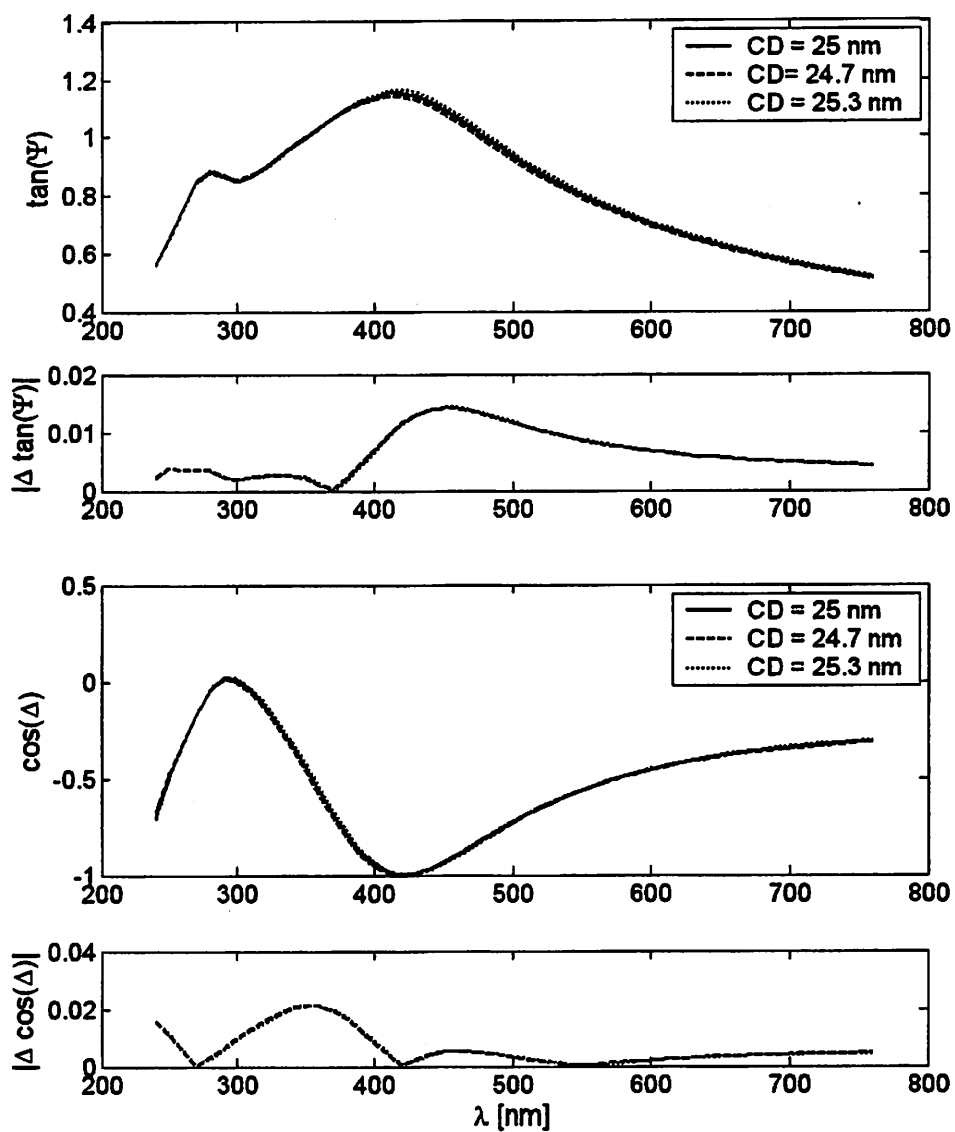 1.4
1.2
1
0.8
0.6
0.4
tan(Ψ)
CD = 25 nm
CD= 24.7 nm
CD = 25.3 nm
200 300 400 500 600 700 800
0.02
0.01
0
|Δ tan(Ψ)|
200 300 400 500 600 700 800
0.5
0
-0.5
-1
cos(Δ)
CD = 25 nm
CD = 24.7 nm
CD = 25.3 nm
200 300 400 500 600 700 800
0.04
0.02
0
|Δ cos(Δ)|
200 300 400 500 600 700 800
λ [nm]